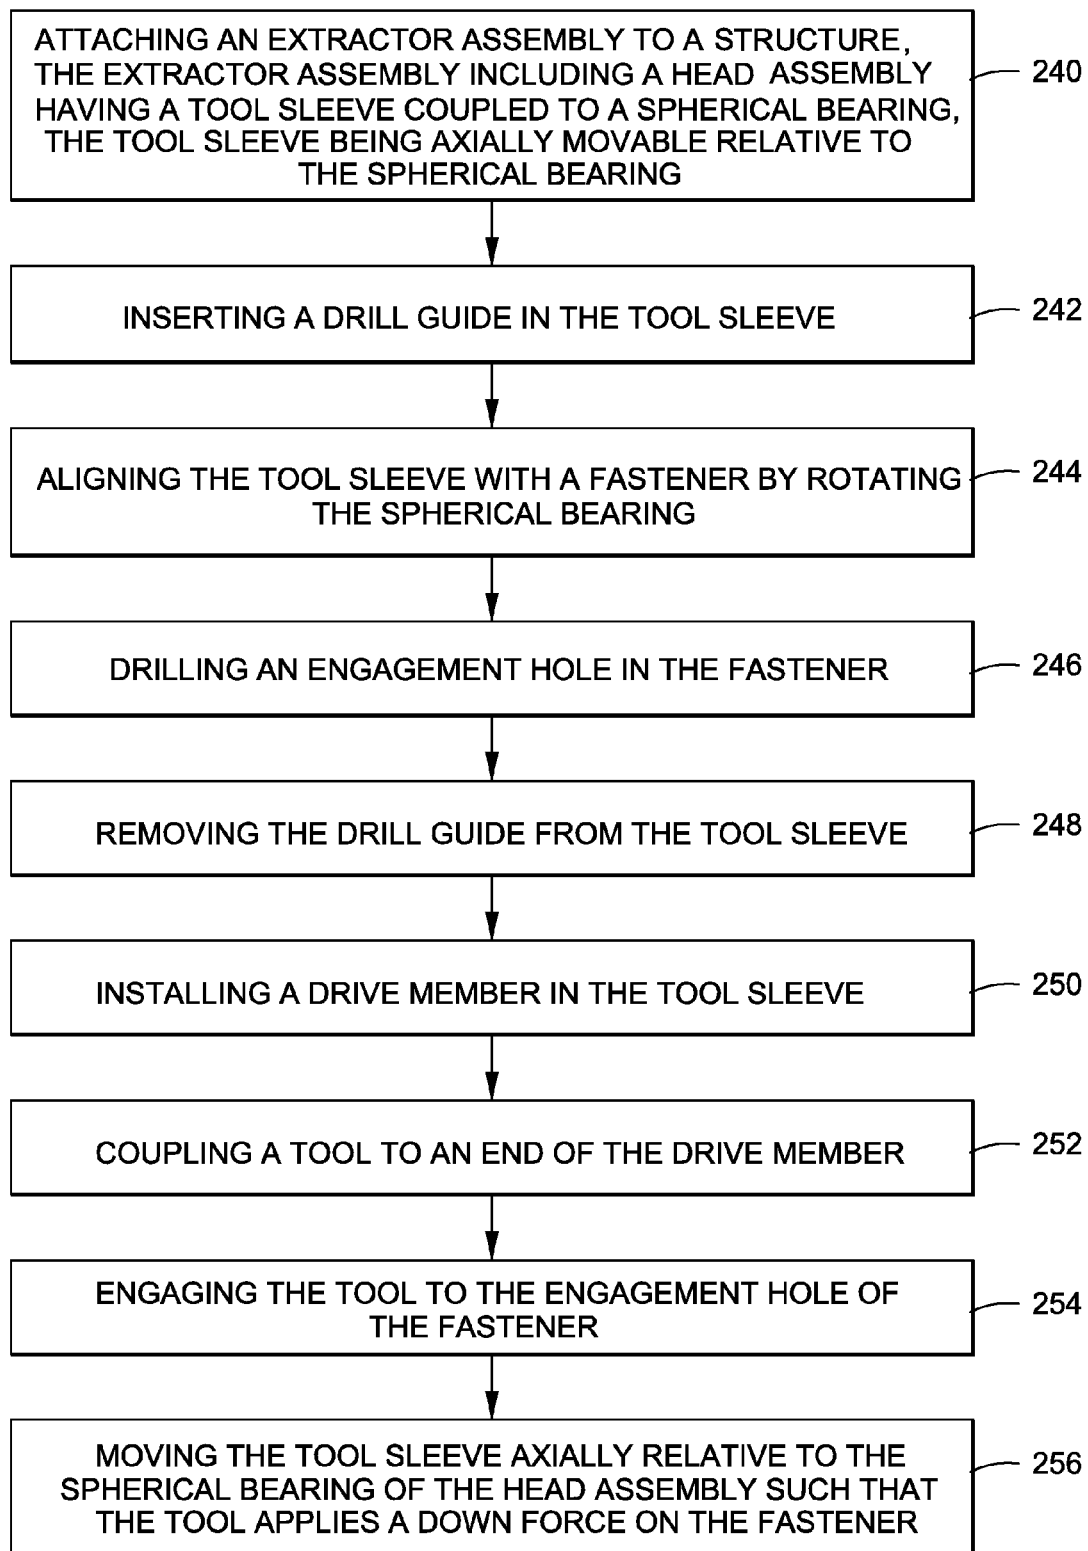 ATTACHING AN EXTRACTOR ASSEMBLY TO A STRUCTURE,
THE EXTRACTOR ASSEMBLY INCLUDING A HEAD ASSEMBLY
HAVING A TOOL SLEEVE COUPLED TO A SPHERICAL BEARING,
THE TOOL SLEEVE BEING AXIALLY MOVABLE RELATIVE TO
THE SPHERICAL BEARING
240
INSERTING A DRILL GUIDE IN THE TOOL SLEEVE
242
ALIGNING THE TOOL SLEEVE WITH A FASTENER BY ROTATING
THE SPHERICAL BEARING
244
DRILLING AN ENGAGEMENT HOLE IN THE FASTENER
246
REMOVING THE DRILL GUIDE FROM THE TOOL SLEEVE
248
INSTALLING A DRIVE MEMBER IN THE TOOL SLEEVE
250
COUPLING A TOOL TO AN END OF THE DRIVE MEMBER
252
ENGAGING THE TOOL TO THE ENGAGEMENT HOLE OF
THE FASTENER
254
MOVING THE TOOL SLEEVE AXIALLY RELATIVE TO THE
SPHERICAL BEARING OF THE HEAD ASSEMBLY SUCH THAT
THE TOOL APPLIES A DOWN FORCE ON THE FASTENER
256